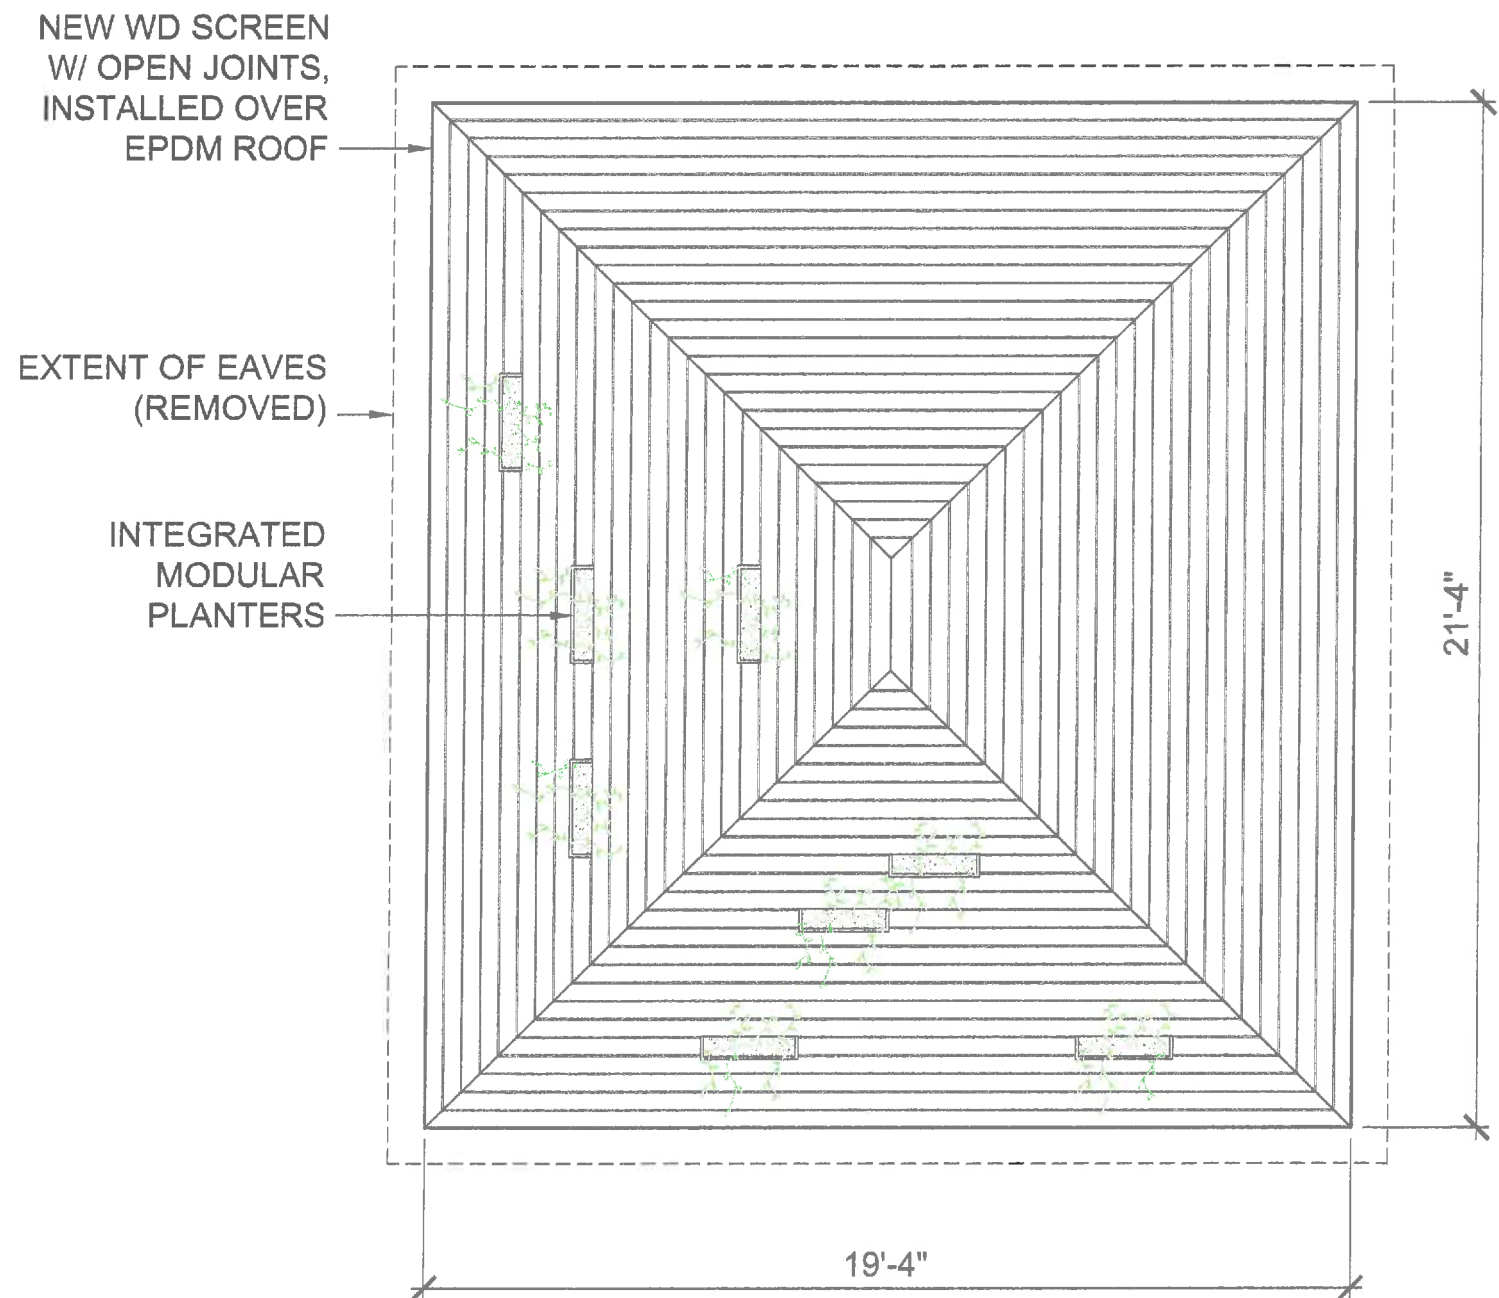 NEW WD SCREEN
W/ OPEN JOINTS,
INSTALLED OVER
EPDM ROOF
EXTENT OF EAVES
(REMOVED)
INTEGRATED
MODULAR
PLANTERS
21'-4"
19'-4"